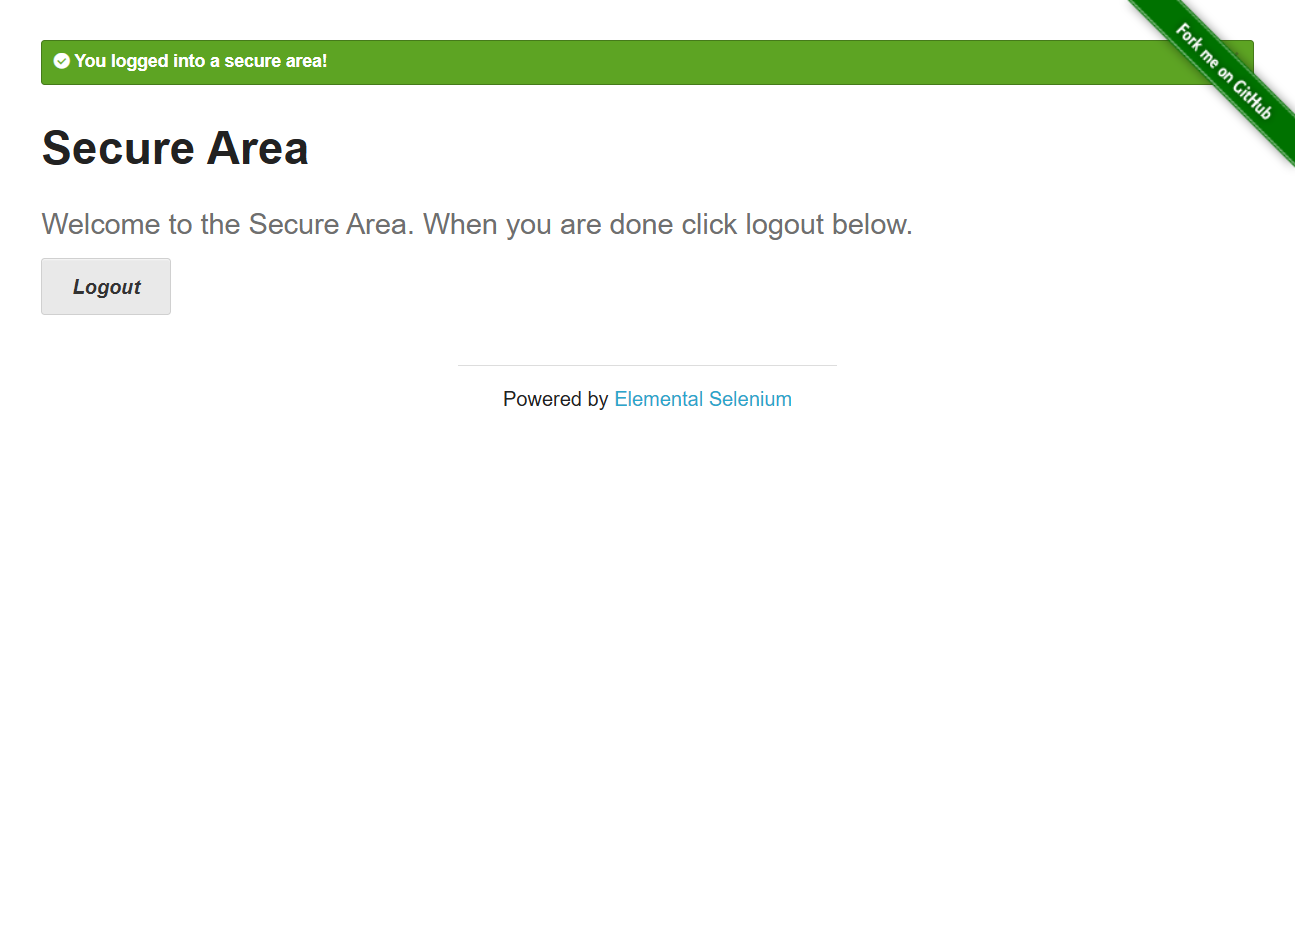 You logged into a secure area!
Fork me on GitHub
Secure Area
Welcome to the Secure Area. When you are done click logout below.
Logout
Powered by Elemental Selenium